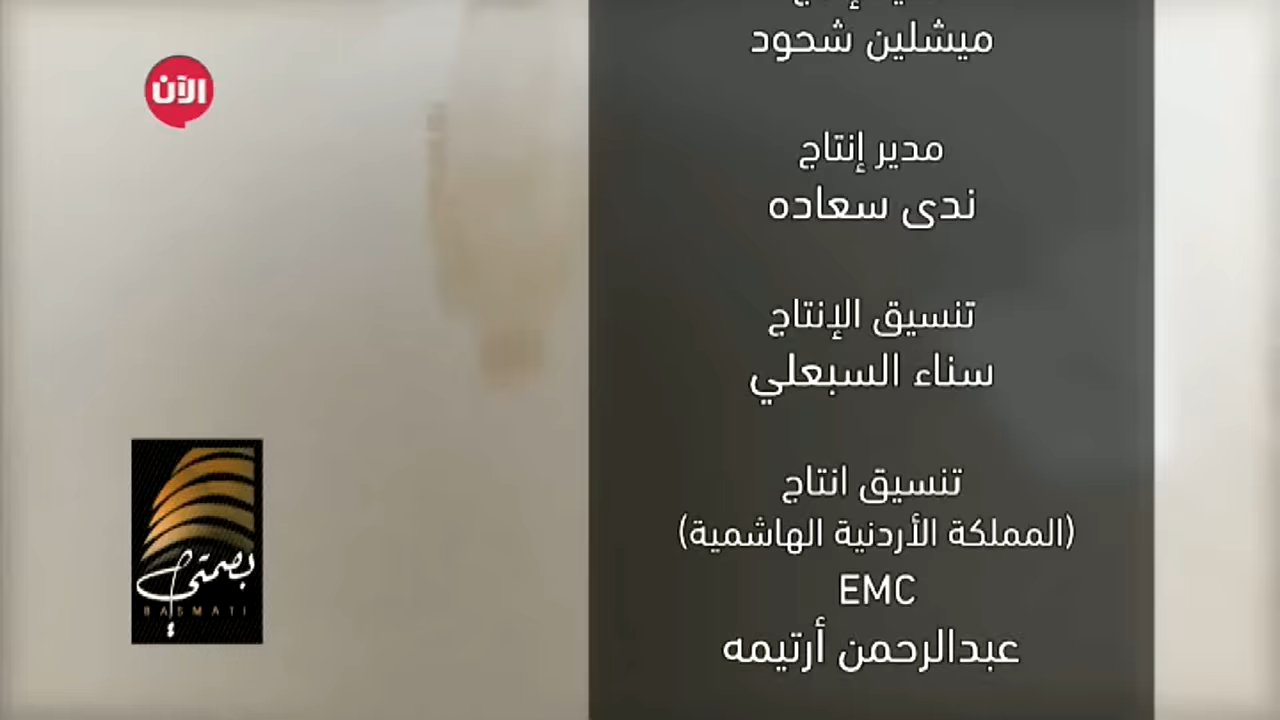 ميشلين شحود
مدير إنتاج
ندى سعاده
تنسيق الإنتاج
سناء السبعلي
تنسيق انتاج
(المملكة الأردنية الهاشمية)
EMC
عبدالرحمن أرتيمه
الآن
بصمتي
BASMATI